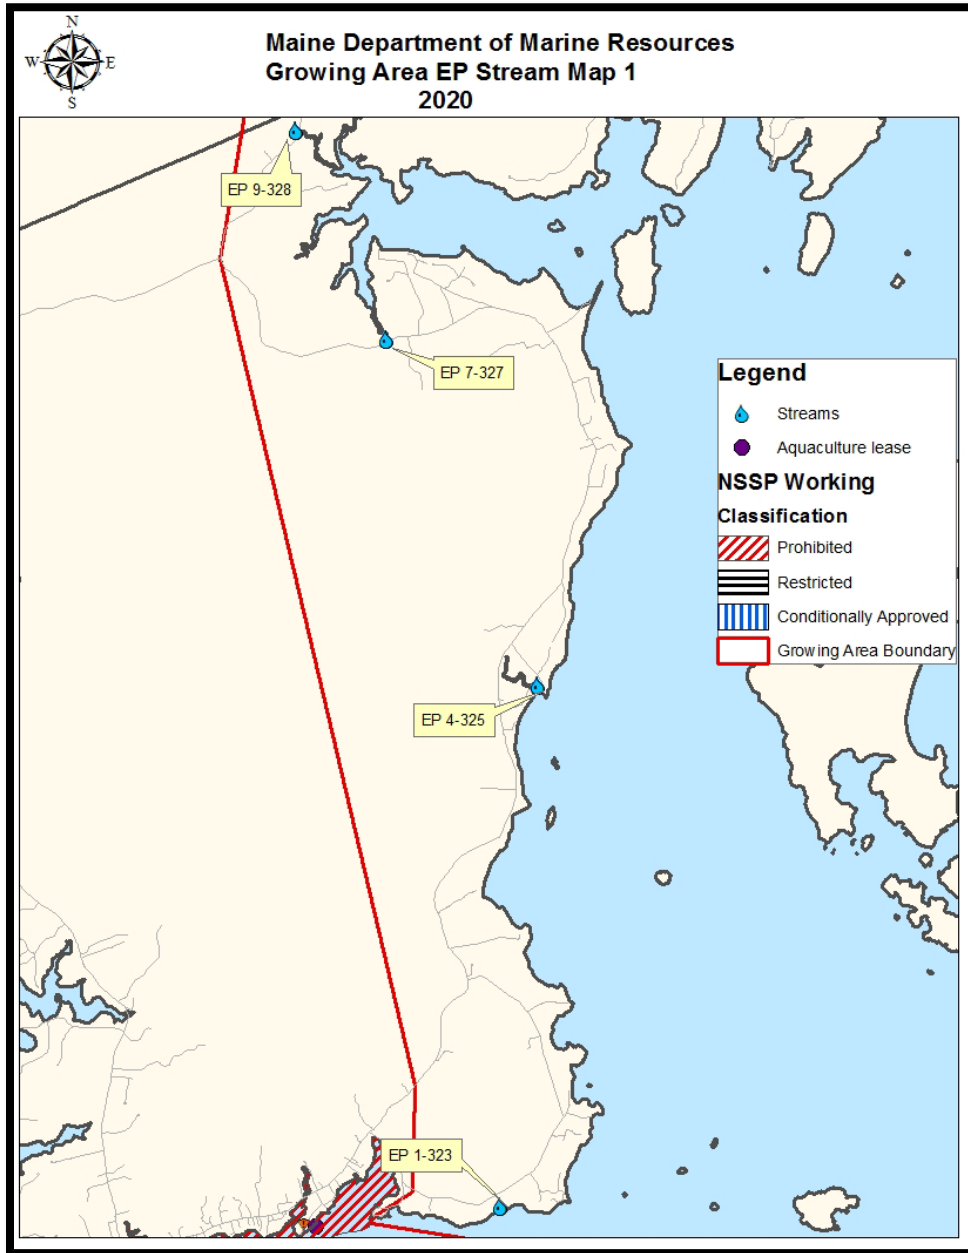 N
W E
S
Maine Department of Marine Resources
Growing Area EP Stream Map 1
2020
EP 9-328
EP 7-327
Legend
Streams
Aquaculture lease
NSSP Working
Classification
Prohibited
Restricted
Conditionally Approved
Growing Area Boundary
EP 4-325
EP 1-323